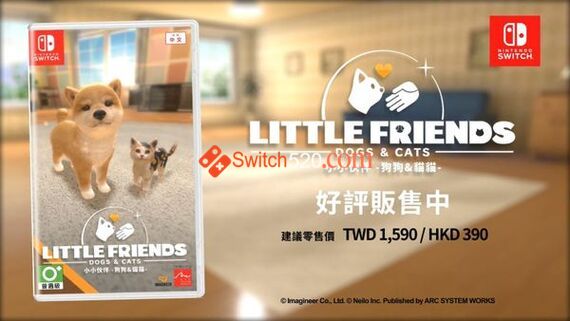 NINTENDO
SWITCH
中文
LITTLE FRIENDS
DOGS & CATS
小小伙伴 -狗狗&貓貓-
普遍級
NINTENDO
SWITCH
LITTLE FRIENDS
DOGS & CATS
小小伙伴 -狗狗&貓貓-
Switch520.com
好評販售中
建議零售價 TWD 1,590 / HKD 390
© Imagineer Co., Ltd. © Neilo Inc. Published by ARC SYSTEM WORKS